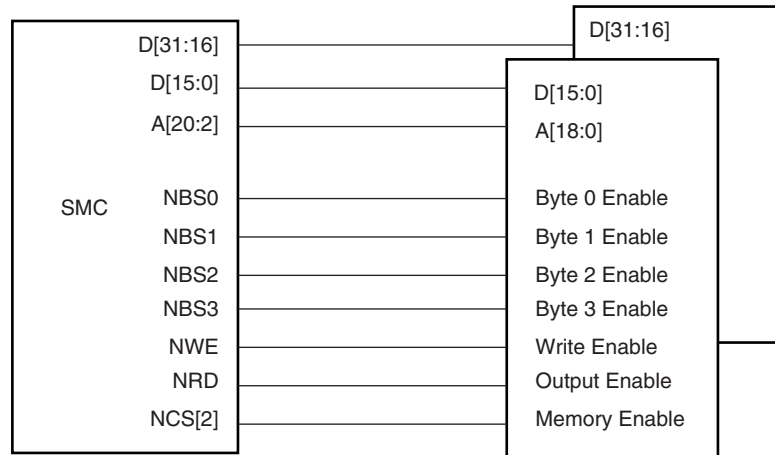 D[31:16] D[31:16]
D[15:0] D[15:0]
A[20:2] A[18:0]
SMC
NBS0 Byte 0 Enable
NBS1 Byte 1 Enable
NBS2 Byte 2 Enable
NBS3 Byte 3 Enable
NWE Write Enable
NRD Output Enable
NCS[2] Memory Enable